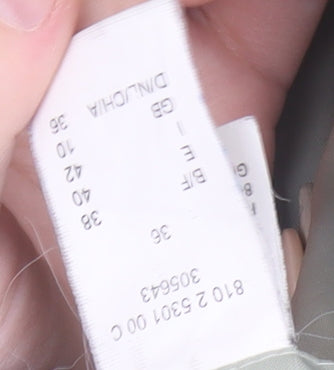 810 2 5301 00 C
305643
36
B/F 38
E 40
I 42
GB 10
D/NL/CH/A 36